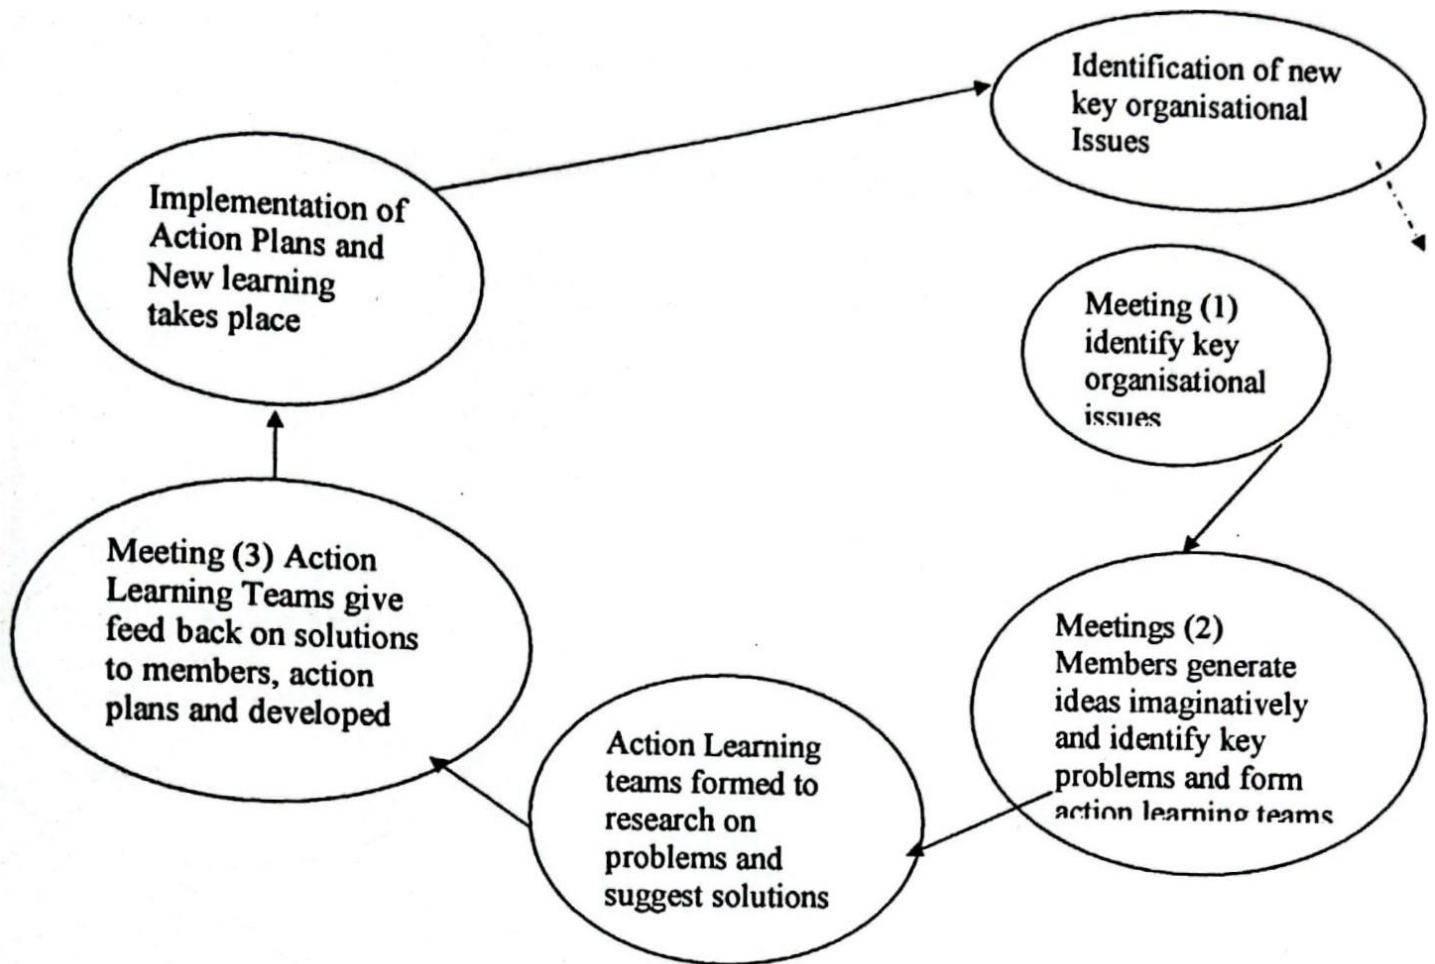 Identification of new
key organisational
Issues
Implementation of
Action Plans and
New learning
takes place
Meeting (1)
identify key
organisational
issues
Meeting (3) Action
Learning Teams give
feed back on solutions
to members, action
plans and developed
Meetings (2)
Members generate
ideas imaginatively
and identify key
problems and form
action learning teams
Action Learning
teams formed to
research on
problems and
suggest solutions